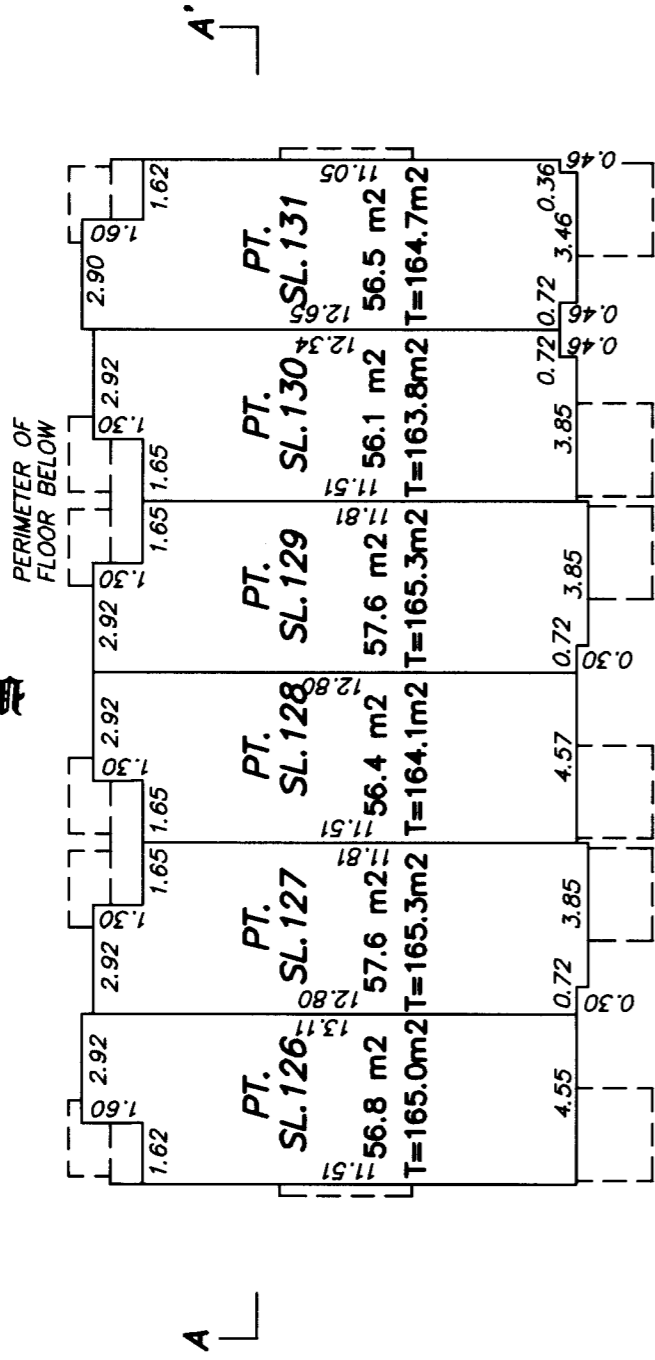 A
A'
PERIMETER OF
FLOOR BELOW
1.62
1.60
2.92
2.92
1.30
1.65
1.65
1.30
2.92
2.92
1.30
1.65
1.65
1.30
2.92
2.90
1.60
1.62
PT.
SL.126
11.51
13.11
56.8 m2
T=165.0m2
4.55
PT.
SL.127
12.80
11.81
57.6 m2
T=165.3m2
0.72
0.30
3.85
PT.
SL.128
11.51
12.80
56.4 m2
T=164.1m2
4.57
PT.
SL.129
11.81
57.6 m2
T=165.3m2
0.72
0.30
3.85
PT.
SL.130
11.51
12.34
56.1 m2
T=163.8m2
3.85
0.72
0.46
PT.
SL.131
12.65
11.05
56.5 m2
T=164.7m2
0.72
0.46
3.46
0.36
0.46